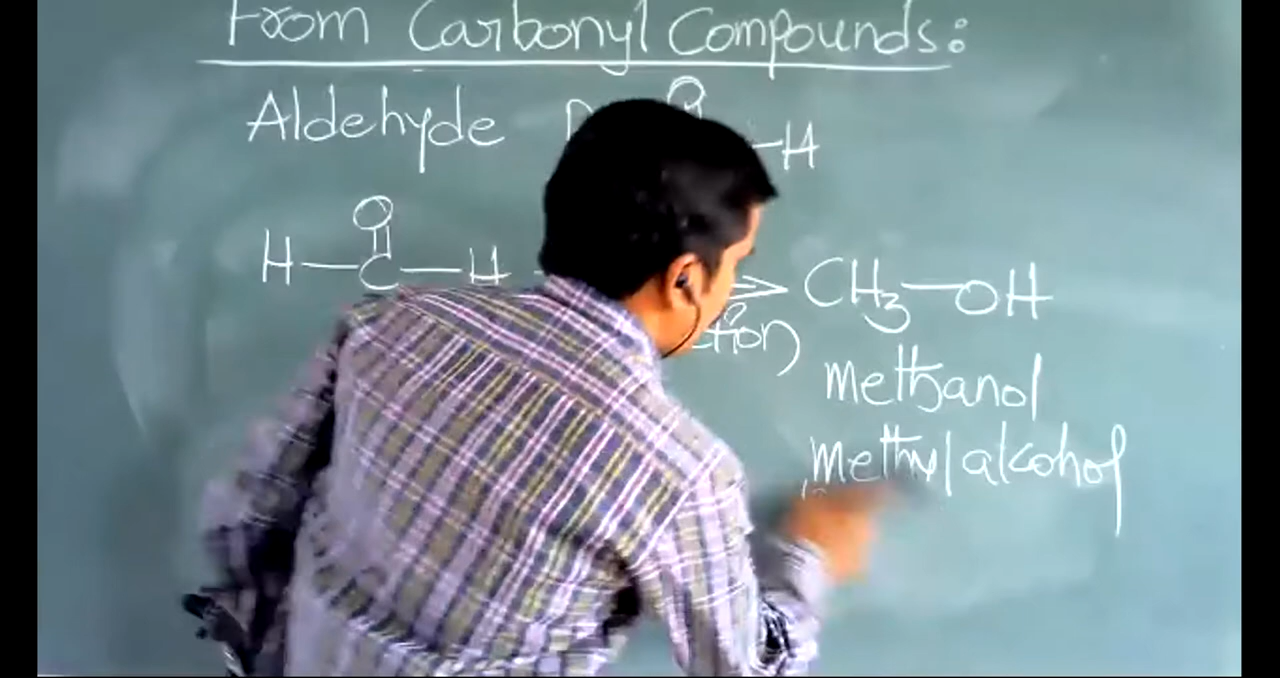 From Carbonyl Compounds:
Aldehyde
O
–H
O
||
H—C—H → CH3—OH
Methanol
Methyl alcohol